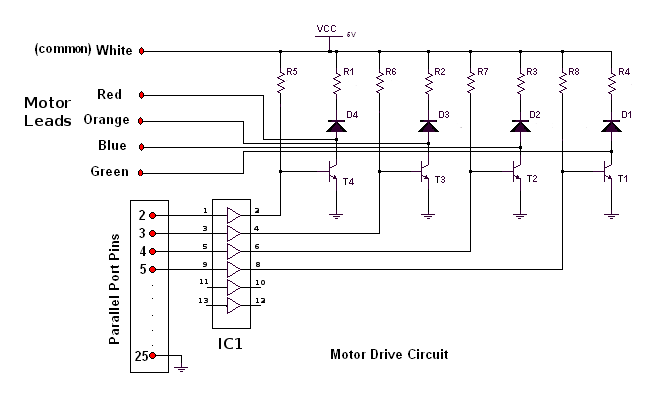 VCC
5V
(common) White
R5 R1 R6 R2 R7 R3 R8 R4
Red
Motor
Leads
Orange
D4 D3 D2 D1
Blue
Green
T4 T3 T2 T1
2 1 2
3 3 4
4 5 6
5 9 8
11 10
13 12
25
Parallel Port Pins
IC1
Motor Drive Circuit